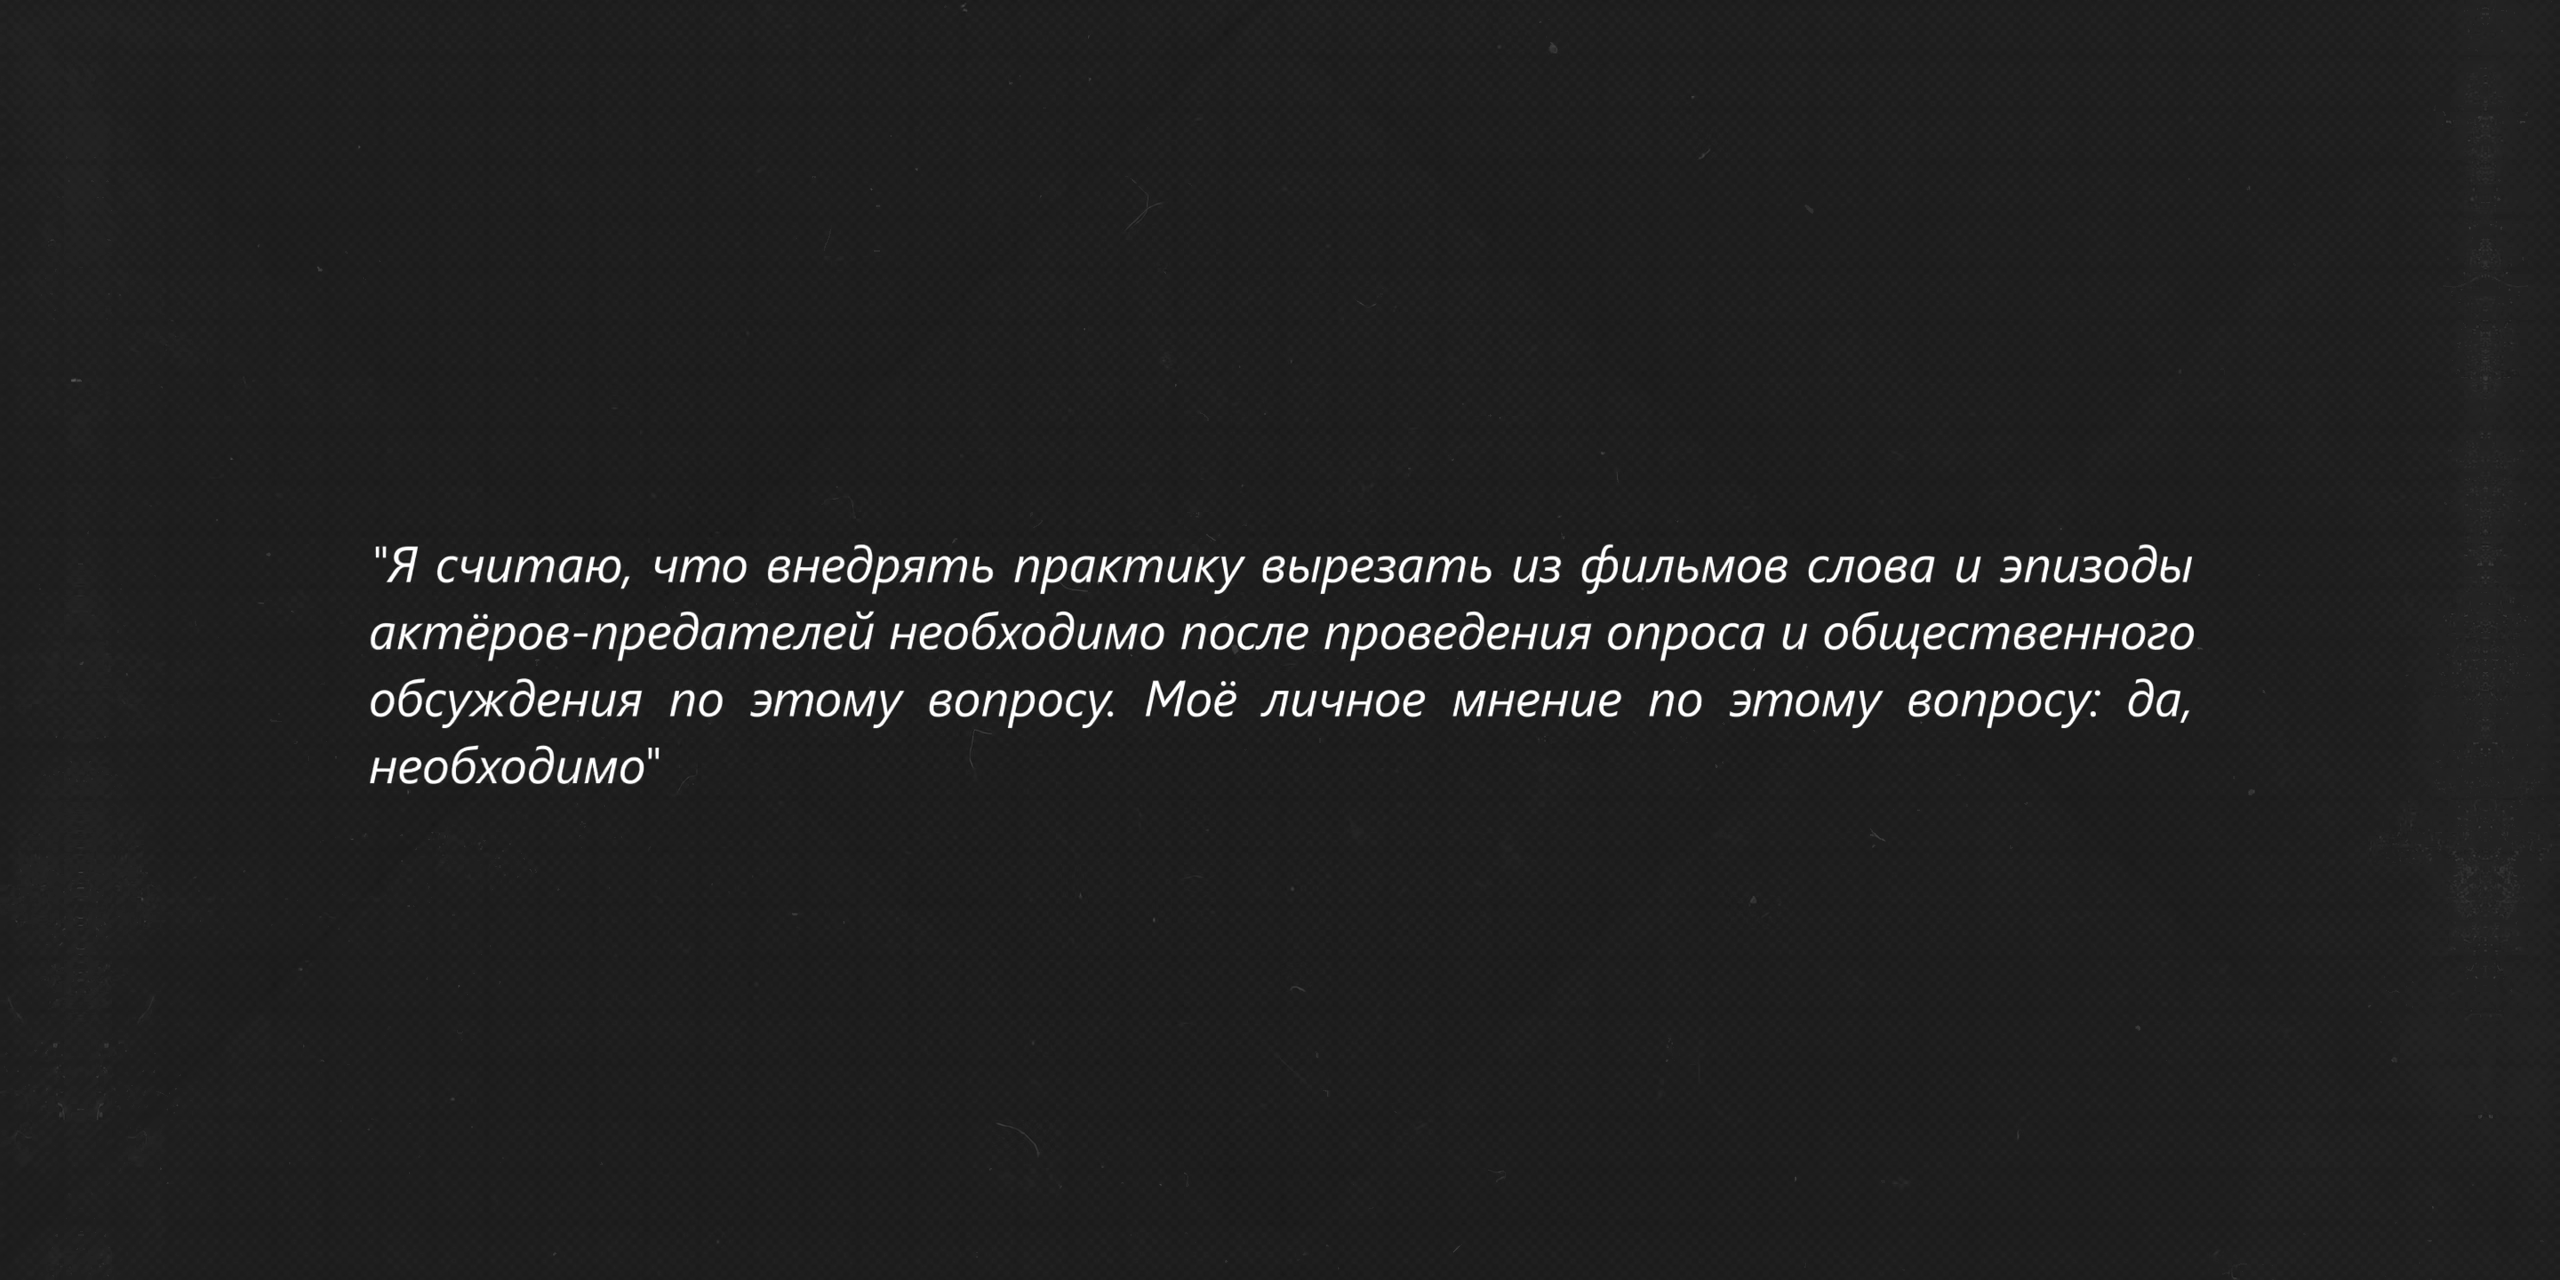 "Я считаю, что внедрять практику вырезать из фильмов слова и эпизоды
актёров-предателей необходимо после проведения опроса и общественного
обсуждения по этому вопросу. Моё личное мнение по этому вопросу: да,
необходимо"